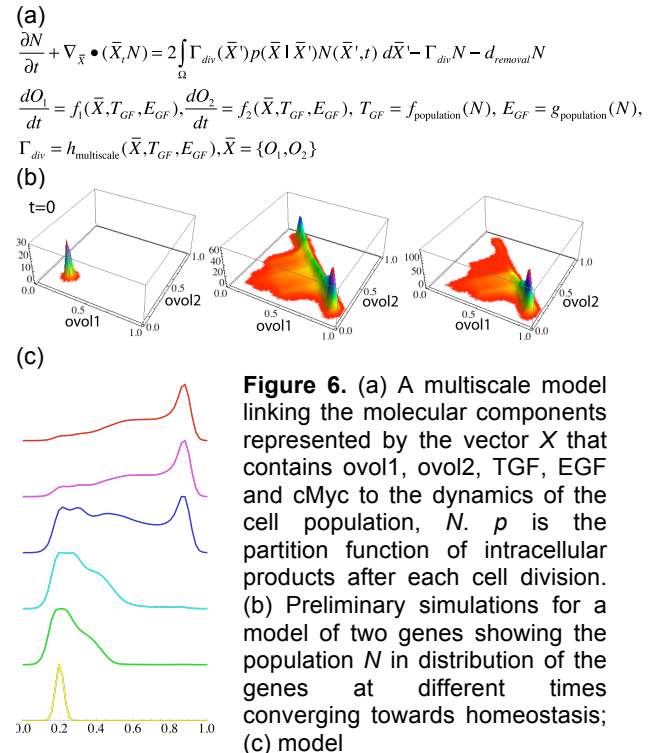 (a)
∂N/∂t + ∇_X̄ • (X̄_t N) = 2∫_Ω Γ_div(X̄')p(X̄ | X̄')N(X̄',t) dX̄' − Γ_div N − d_removal N
dO₁/dt = f₁(X̄,T_GF,E_GF), dO₂/dt = f₂(X̄,T_GF,E_GF), T_GF = f_population(N), E_GF = g_population(N),
Γ_div = h_multiscale(X̄,T_GF,E_GF), X̄ = {O₁,O₂}
(b)
t=0
30
20
10
0
0.0
0.5
1.0
ovol1
0.0
0.5
1.0
ovol2
60
40
20
0
0.0
0.5
1.0
ovol1
0.0
0.5
1.0
ovol2
100
50
0
0.0
0.5
1.0
ovol1
0.0
0.5
1.0
ovol2
(c)
0.0 0.2 0.4 0.6 0.8 1.0
Figure 6. (a) A multiscale model
linking the molecular components
represented by the vector X that
contains ovol1, ovol2, TGF, EGF
and cMyc to the dynamics of the
cell population, N. p is the
partition function of intracellular
products after each cell division.
(b) Preliminary simulations for a
model of two genes showing the
population N in distribution of the
genes at different times
converging towards homeostasis;
(c) model